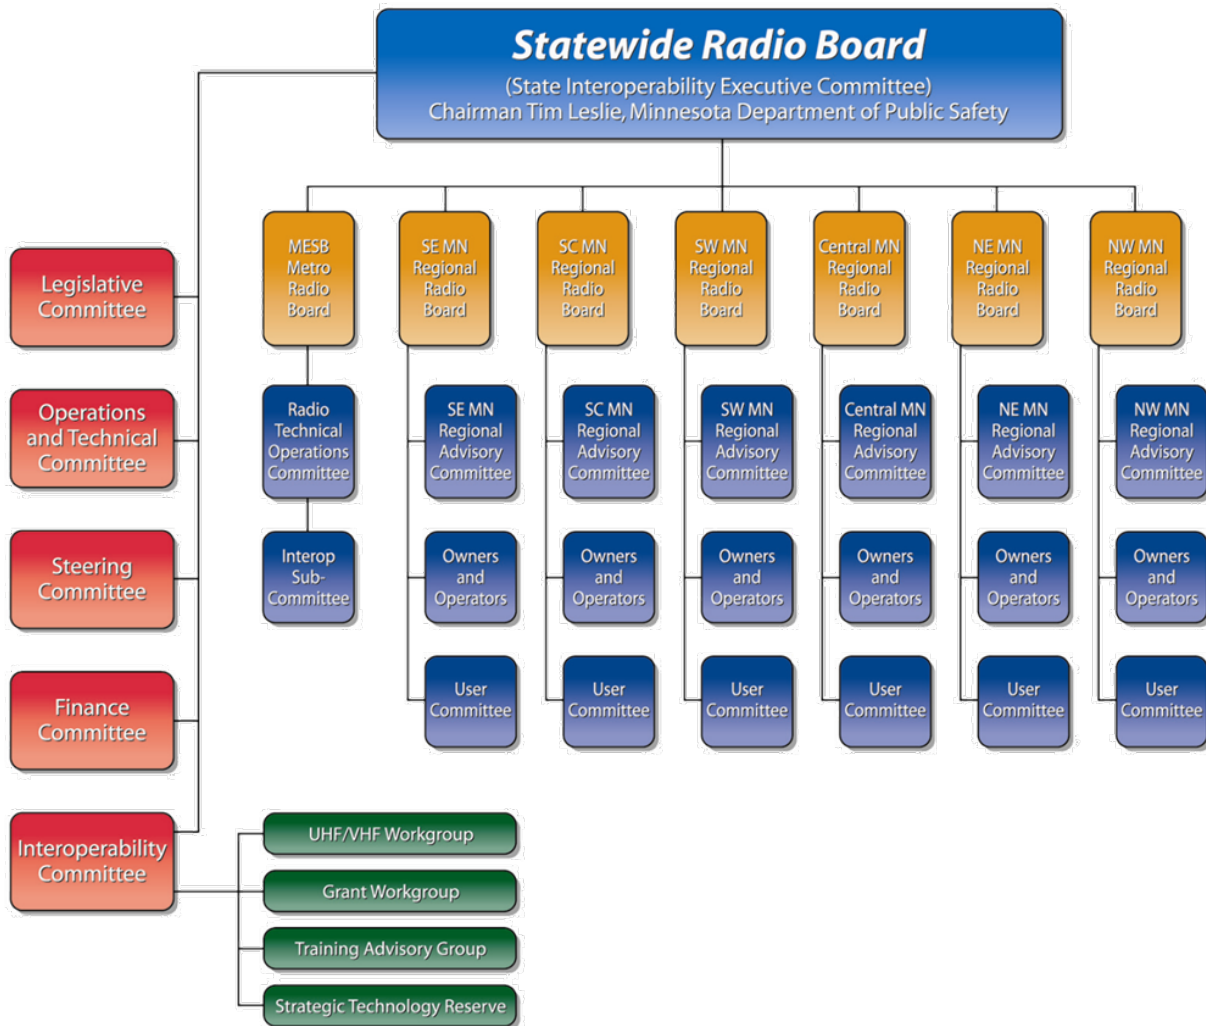 Statewide Radio Board
(State Interoperability Executive Committee)
Chairman Tim Leslie, Minnesota Department of Public Safety
Legislative
Committee
Operations
and Technical
Committee
Steering
Committee
Finance
Committee
Interoperability
Committee
MESB
Metro
Radio
Board
Radio
Technical
Operations
Committee
Interop
Sub-
Committee
SE MN
Regional
Radio
Board
SE MN
Regional
Advisory
Committee
Owners
and
Operators
User
Committee
SC MN
Regional
Radio
Board
SC MN
Regional
Advisory
Committee
Owners
and
Operators
User
Committee
SW MN
Regional
Radio
Board
SW MN
Regional
Advisory
Committee
Owners
and
Operators
User
Committee
Central MN
Regional
Radio
Board
Central MN
Regional
Advisory
Committee
Owners
and
Operators
User
Committee
NE MN
Regional
Radio
Board
NE MN
Regional
Advisory
Committee
Owners
and
Operators
User
Committee
NW MN
Regional
Radio
Board
NW MN
Regional
Advisory
Committee
Owners
and
Operators
User
Committee
UHF/VHF Workgroup
Grant Workgroup
Training Advisory Group
Strategic Technology Reserve